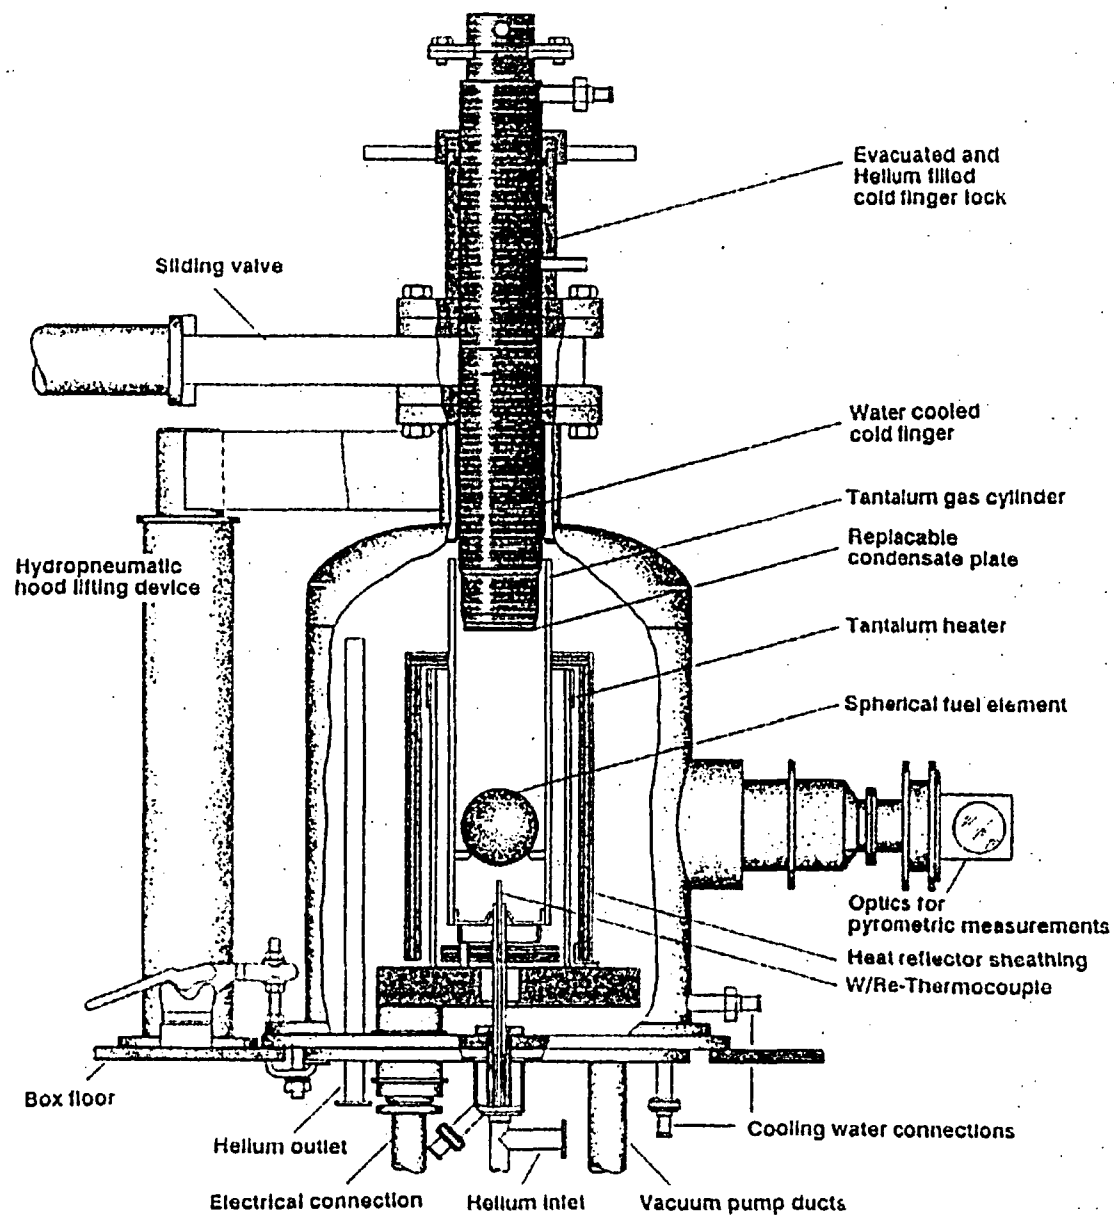 Evacuated and
Helium filled
cold finger lock
Sliding valve
Water cooled
cold finger
Tantalum gas cylinder
Replacable
condensate plate
Hydropneumatic
hood lifting device
Tantalum heater
Spherical fuel element
Optics for
pyrometric measurements
Heat reflector sheathing
W/Re-Thermocouple
Box floor
Helium outlet
Cooling water connections
Electrical connection
Helium inlet
Vacuum pump ducts